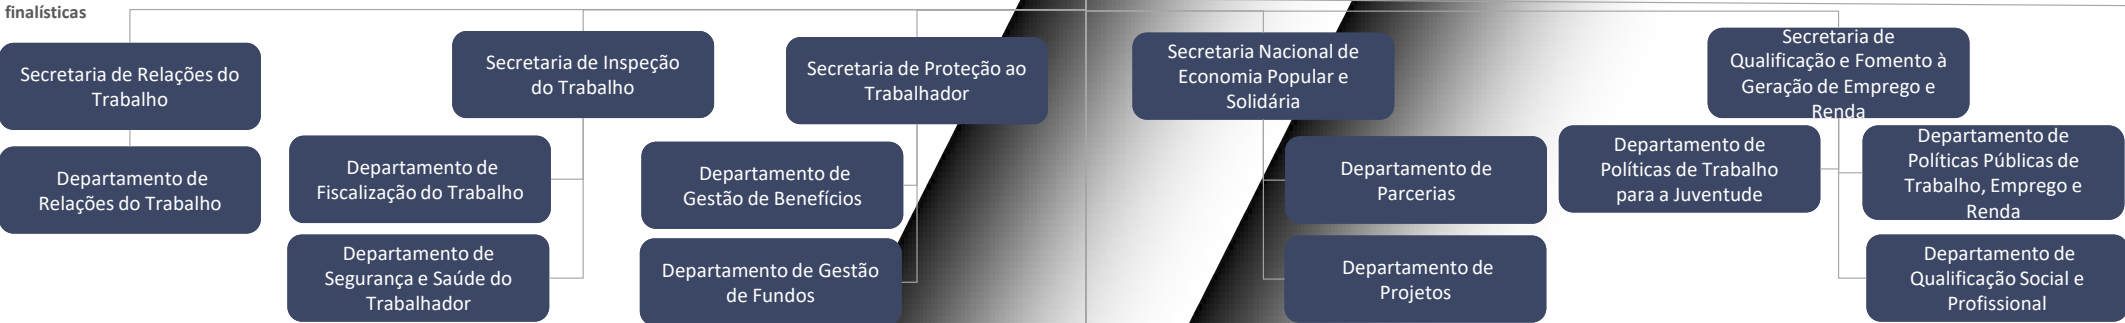 finalísticas
Secretaria de Relações do
Trabalho
Departamento de
Relações do Trabalho
Secretaria de Inspeção
do Trabalho
Departamento de
Fiscalização do Trabalho
Departamento de
Segurança e Saúde do
Trabalhador
Secretaria de Proteção ao
Trabalhador
Departamento de
Gestão de Benefícios
Departamento de Gestão
de Fundos
Secretaria Nacional de
Economia Popular e
Solidária
Departamento de
Parcerias
Departamento de
Projetos
Secretaria de
Qualificação e Fomento à
Geração de Emprego e
Renda
Departamento de
Políticas de Trabalho
para a Juventude
Departamento de
Políticas Públicas de
Trabalho, Emprego e
Renda
Departamento de
Qualificação Social e
Profissional